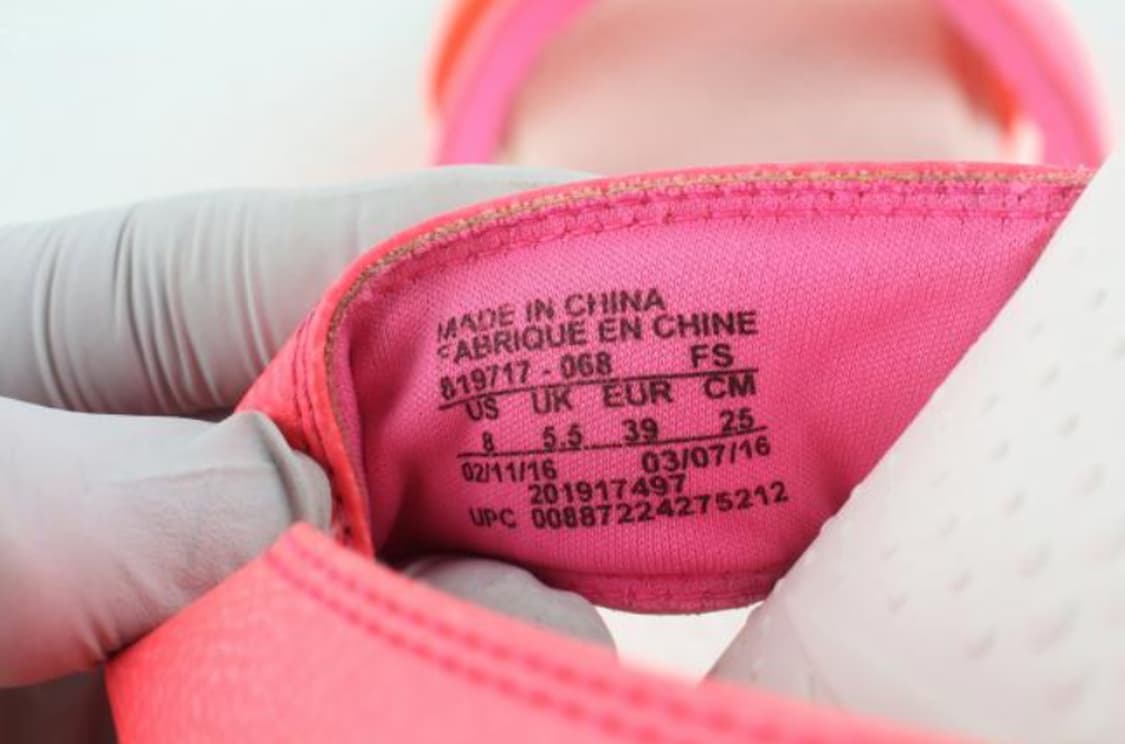 MADE IN CHINA
FABRIQUE EN CHINE
819717 - 068 FS
US UK EUR CM
8 5.5 39 25
02/11/16 03/07/16
201917497
UPC 00887224275212